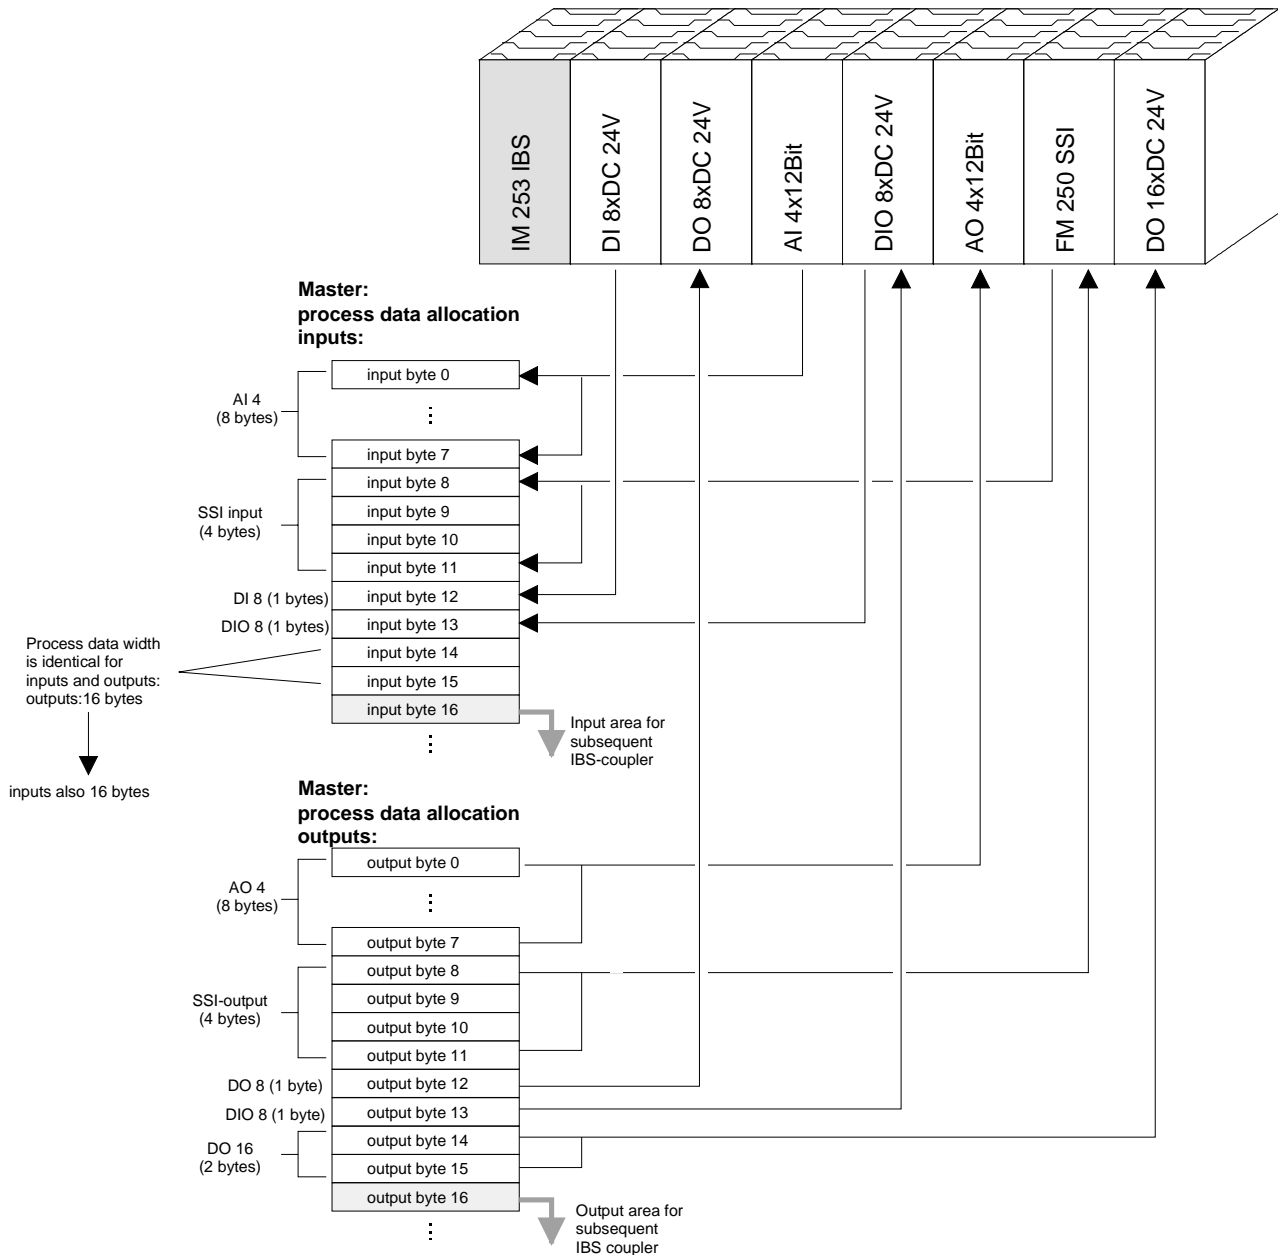 IM 253 IBS
DI 8xDC 24V
DO 8xDC 24V
AI 4x12Bit
DIO 8xDC 24V
AO 4x12Bit
FM 250 SSI
DO 16xDC 24V
Master:
process data allocation
inputs:
AI 4
(8 bytes)
input byte 0
⋮
input byte 7
SSI input
(4 bytes)
input byte 8
input byte 9
input byte 10
input byte 11
DI 8 (1 bytes)
input byte 12
DIO 8 (1 bytes)
input byte 13
Process data width
is identical for
inputs and outputs:
outputs:16 bytes
inputs also 16 bytes
input byte 14
input byte 15
input byte 16
⋮
Input area for
subsequent
IBS-coupler
Master:
process data allocation
outputs:
AO 4
(8 bytes)
output byte 0
⋮
output byte 7
SSI-output
(4 bytes)
output byte 8
output byte 9
output byte 10
output byte 11
DO 8 (1 byte)
output byte 12
DIO 8 (1 byte)
output byte 13
DO 16
(2 bytes)
output byte 14
output byte 15
output byte 16
⋮
Output area for
subsequent
IBS coupler